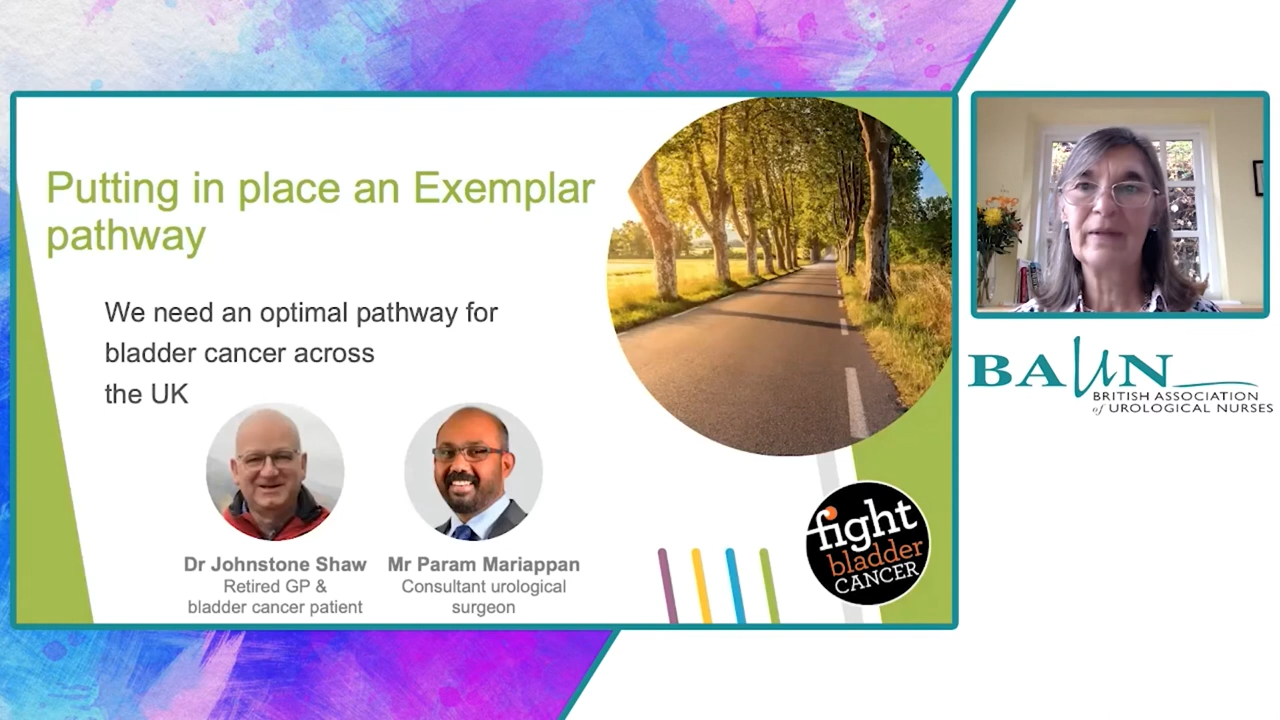 Putting in place an Exemplar
pathway
We need an optimal pathway for
bladder cancer across
the UK
Dr Johnstone Shaw
Retired GP &
bladder cancer patient
Mr Param Mariappan
Consultant urological
surgeon
fight
bladder
CANCER
BAUN
BRITISH ASSOCIATION
of UROLOGICAL NURSES